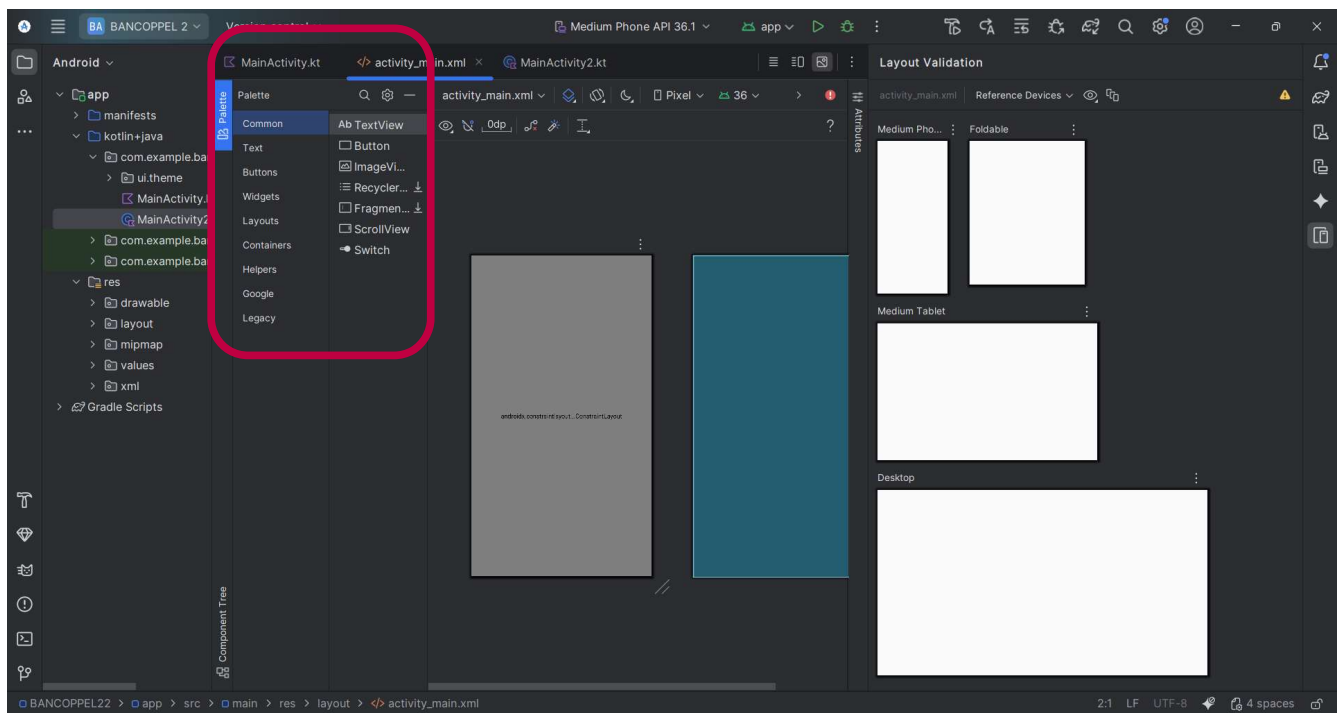 BA BANCOPPEL 2
Version control
Medium Phone API 36.1
app
Android
MainActivity.kt
activity_main.xml
MainActivity2.kt
Layout Validation
app
manifests
kotlin+java
com.example.ba
ui.theme
MainActivity.
MainActivity2
com.example.ba
com.example.ba
res
drawable
layout
mipmap
values
xml
Gradle Scripts
Palette
Component Tree
Palette
Common
Text
Buttons
Widgets
Layouts
Containers
Helpers
Google
Legacy
Ab TextView
Button
ImageVi...
Recycler...
Fragmen...
ScrollView
Switch
activity_main.xml
Pixel
36
0dp
?
androidx.constraintlayout...ConstraintLayout
Attributes
activity_main.xml
Reference Devices
Medium Pho...
Foldable
Medium Tablet
Desktop
BANCOPPEL22 > app > src > main > res > layout > activity_main.xml
2:1 LF UTF-8 4 spaces